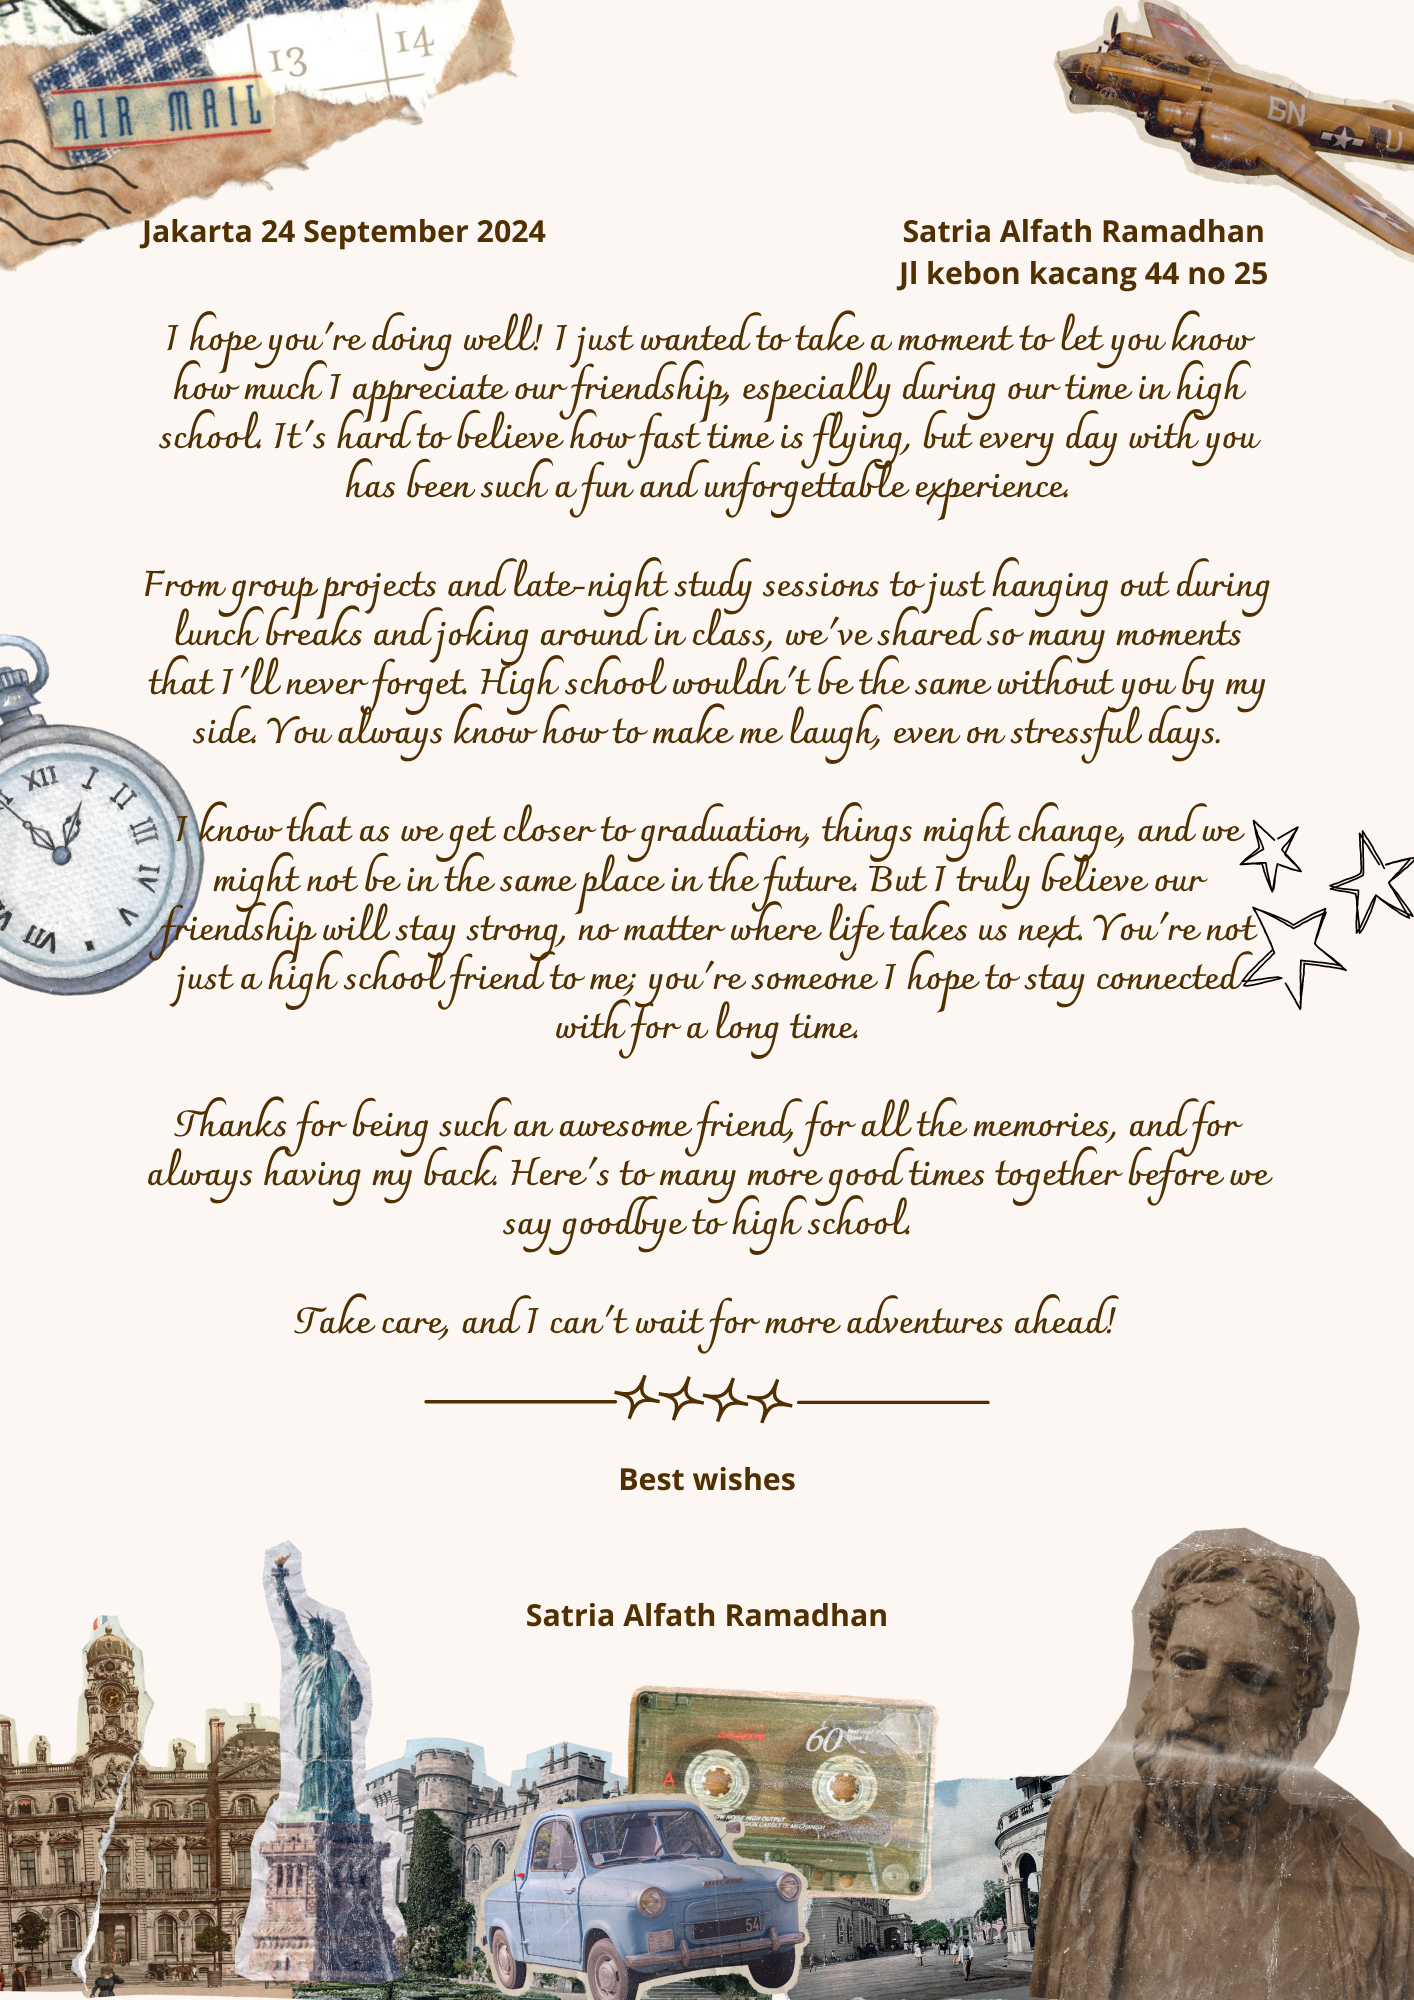 13 14
AIR MAIL
BN
U
Jakarta 24 September 2024
Satria Alfath Ramadhan
Jl kebon kacang 44 no 25
I hope you're doing well! I just wanted to take a moment to let you know
how much I appreciate our friendship, especially during our time in high
school. It's hard to believe how fast time is flying, but every day with you
has been such a fun and unforgettable experience.
From group projects and late-night study sessions to just hanging out during
lunch breaks and joking around in class, we've shared so many moments
that I'll never forget. High school wouldn't be the same without you by my
side. You always know how to make me laugh, even on stressful days.
XII I II III IV V VII
I know that as we get closer to graduation, things might change, and we
might not be in the same place in the future. But I truly believe our
friendship will stay strong, no matter where life takes us next. You're not
just a high school friend to me; you're someone I hope to stay connected
with for a long time.
Thanks for being such an awesome friend, for all the memories, and for
always having my back. Here's to many more good times together before we
say goodbye to high school.
Take care, and I can't wait for more adventures ahead!
Best wishes
Satria Alfath Ramadhan
60
A
NOISE HIGH OUTPUT
CASSETTE MECHANISM
54